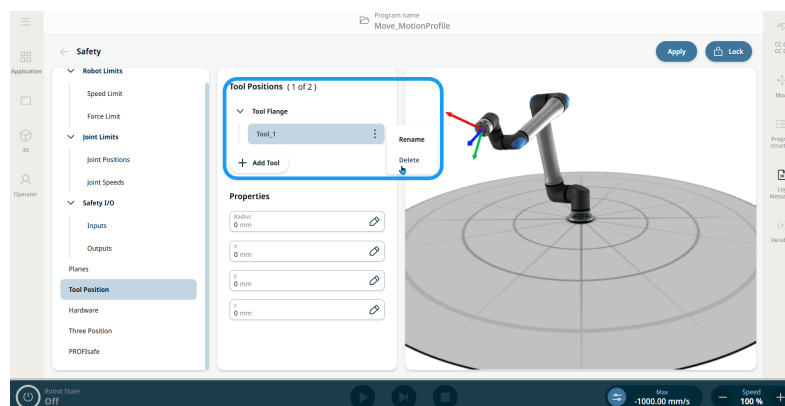 Program name
Move_MotionProfile
Safety
Apply
Lock
Application
3D
Operator
Robot Limits
Speed Limit
Force Limit
Joint Limits
Joint Positions
Joint Speeds
Safety I/O
Inputs
Outputs
Planes
Tool Position
Hardware
Three Position
PROFIsafe
Tool Positions ( 1 of 2 )
Tool Flange
Tool_1
Rename
Delete
+ Add Tool
Properties
Radius
0 mm
x
0 mm
y
0 mm
z
0 mm
Robot State
Off
Max
-1000.00 mm/s
Speed
100 %